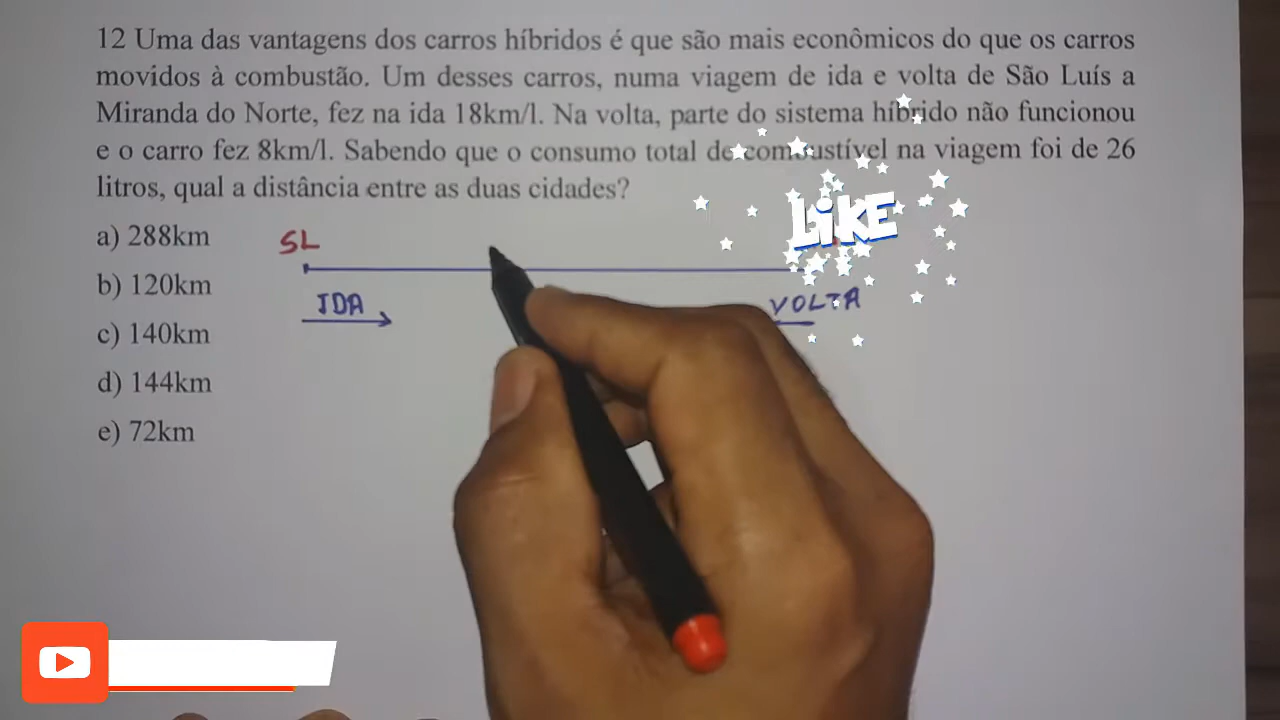 12 Uma das vantagens dos carros híbridos é que são mais econômicos do que os carros
movidos à combustão. Um desses carros, numa viagem de ida e volta de São Luís a
Miranda do Norte, fez na ida 18km/l. Na volta, parte do sistema híbrido não funcionou
e o carro fez 8km/l. Sabendo que o consumo total de combustível na viagem foi de 26
litros, qual a distância entre as duas cidades?
LiKE
a) 288km
SL
b) 120km
IDA
VOLTA
c) 140km
d) 144km
e) 72km